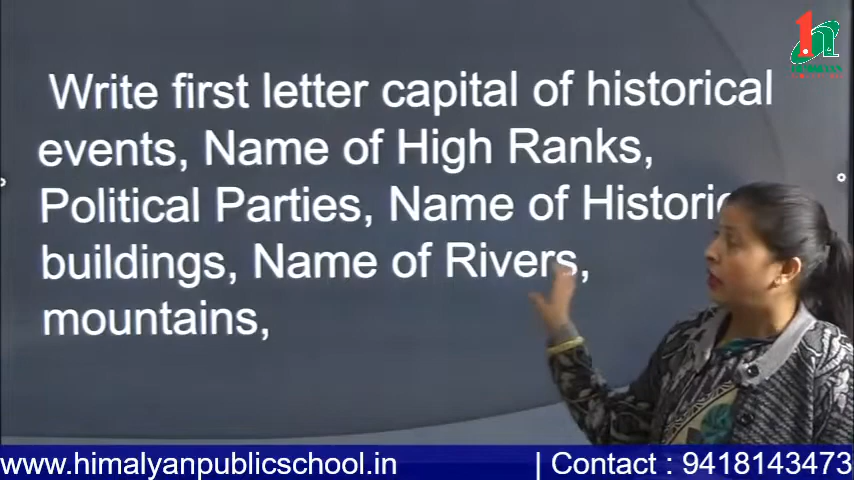 Write first letter capital of historical
events, Name of High Ranks,
Political Parties, Name of
buildings, Name of Rivers,
mountains,
www.himalyanpublicschool.in | Contact : 9418143473